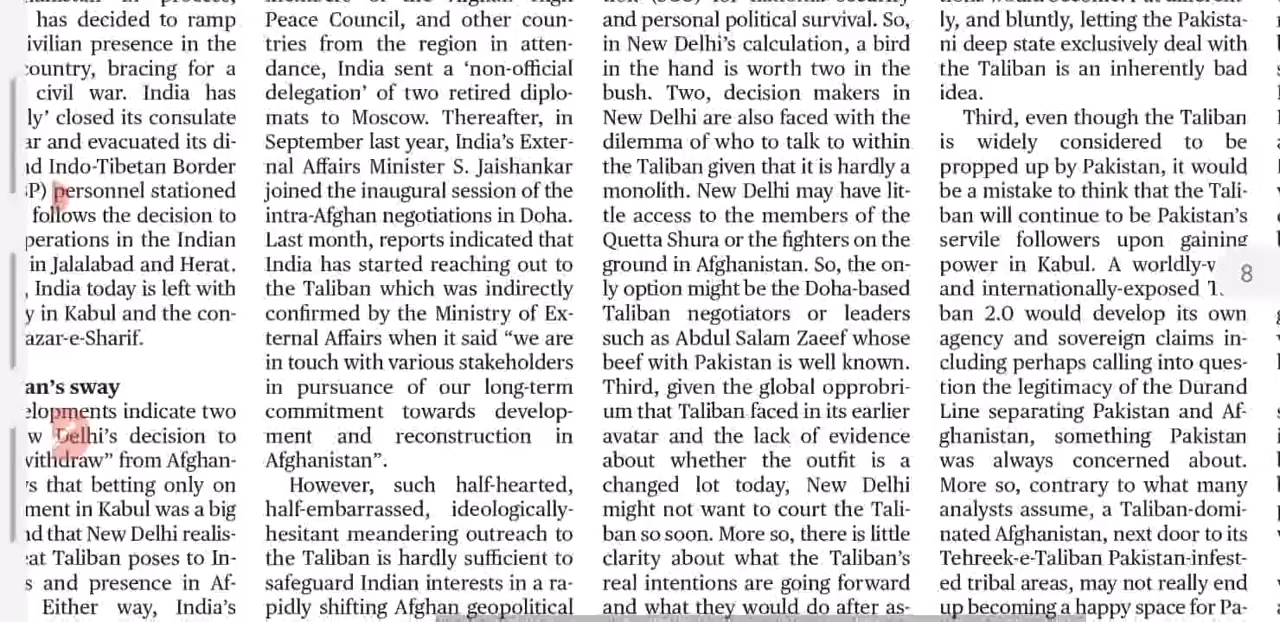 has decided to ramp
ivilian presence in the
country, bracing for a
civil war. India has
ly’ closed its consulate
ar and evacuated its di-
nd Indo-Tibetan Border
P) personnel stationed
follows the decision to
perations in the Indian
in Jalalabad and Herat.
, India today is left with
y in Kabul and the con-
azar-e-Sharif.
an’s sway
elopments indicate two
w Delhi’s decision to
withdraw” from Afghan-
s that betting only on
ment in Kabul was a big
nd that New Delhi realis-
eat Taliban poses to In-
s and presence in Af-
Either way, India’s
Peace Council, and other coun-
tries from the region in atten-
dance, India sent a ‘non-official
delegation’ of two retired diplo-
mats to Moscow. Thereafter, in
September last year, India’s Exter-
nal Affairs Minister S. Jaishankar
joined the inaugural session of the
intra-Afghan negotiations in Doha.
Last month, reports indicated that
India has started reaching out to
the Taliban which was indirectly
confirmed by the Ministry of Ex-
ternal Affairs when it said “we are
in touch with various stakeholders
in pursuance of our long-term
commitment towards develop-
ment and reconstruction in
Afghanistan”.
However, such half-hearted,
half-embarrassed, ideologically-
hesitant meandering outreach to
the Taliban is hardly sufficient to
safeguard Indian interests in a ra-
pidly shifting Afghan geopolitical
and personal political survival. So,
in New Delhi’s calculation, a bird
in the hand is worth two in the
bush. Two, decision makers in
New Delhi are also faced with the
dilemma of who to talk to within
the Taliban given that it is hardly a
monolith. New Delhi may have lit-
tle access to the members of the
Quetta Shura or the fighters on the
ground in Afghanistan. So, the on-
ly option might be the Doha-based
Taliban negotiators or leaders
such as Abdul Salam Zaeef whose
beef with Pakistan is well known.
Third, given the global opprobri-
um that Taliban faced in its earlier
avatar and the lack of evidence
about whether the outfit is a
changed lot today, New Delhi
might not want to court the Tali-
ban so soon. More so, there is little
clarity about what the Taliban’s
real intentions are going forward
and what they would do after as-
ly, and bluntly, letting the Pakista-
ni deep state exclusively deal with
the Taliban is an inherently bad
idea.
Third, even though the Taliban
is widely considered to be
propped up by Pakistan, it would
be a mistake to think that the Tali-
ban will continue to be Pakistan’s
servile followers upon gaining
power in Kabul. A worldly-
and internationally-exposed
ban 2.0 would develop its own
agency and sovereign claims in-
cluding perhaps calling into ques-
tion the legitimacy of the Durand
Line separating Pakistan and Af-
ghanistan, something Pakistan
was always concerned about.
More so, contrary to what many
analysts assume, a Taliban-domi-
nated Afghanistan, next door to its
Tehreek-e-Taliban Pakistan-infest-
ed tribal areas, may not really end
up becoming a happy space for Pa-
8